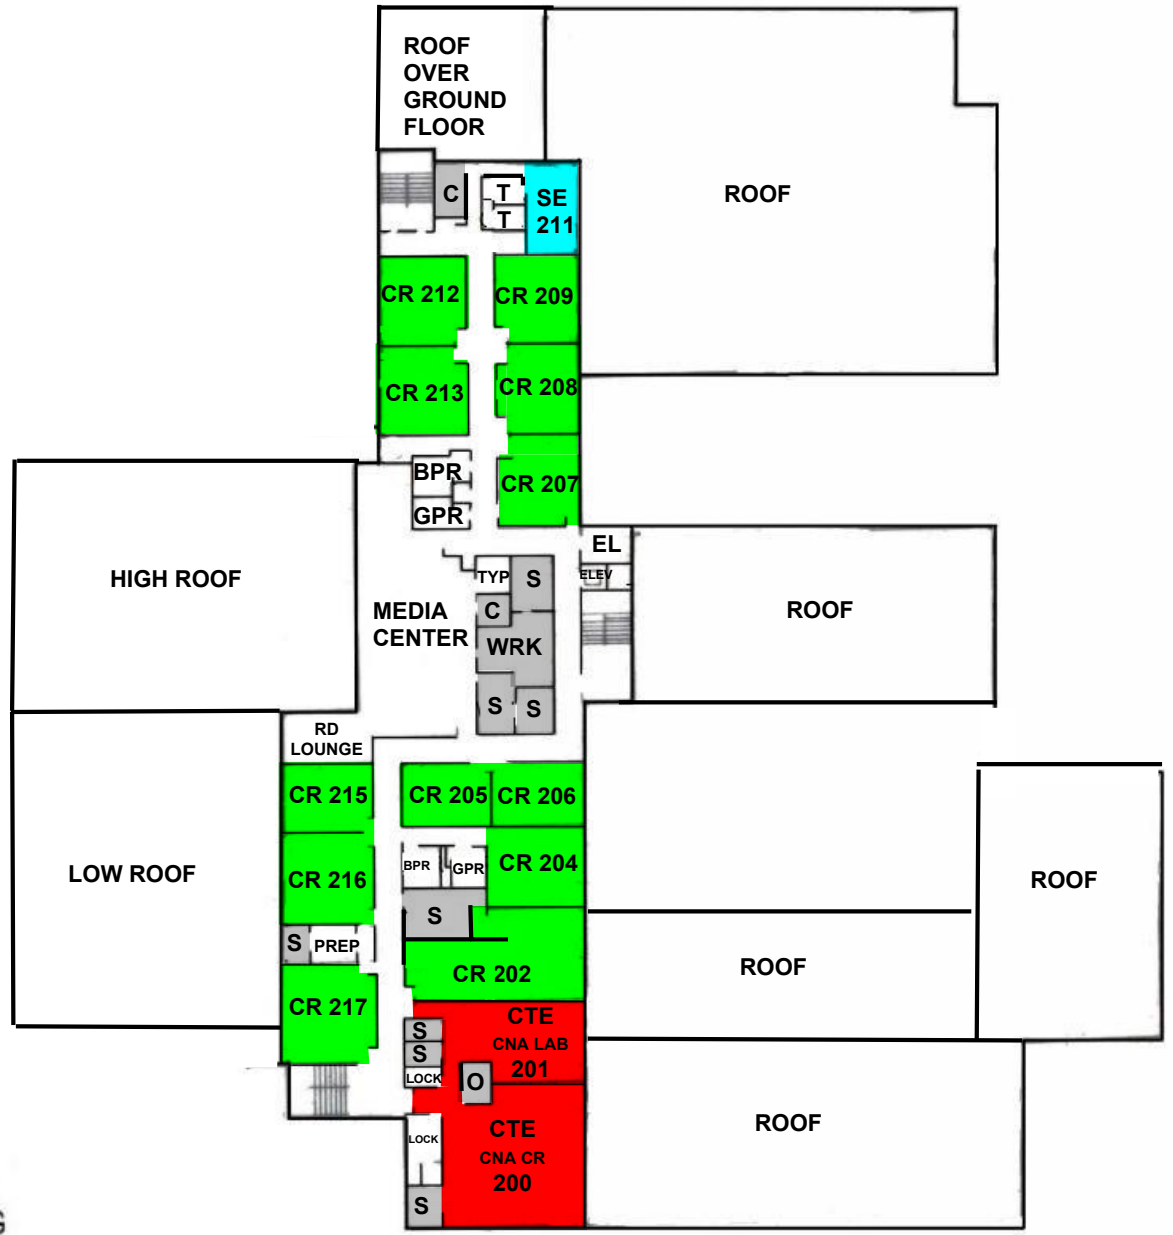 ROOF
OVER
GROUND
FLOOR
ROOF
C
T
T
SE
211
CR 212
CR 209
CR 213
CR 208
BPR
CR 207
GPR
EL
HIGH ROOF
TYP
S
ELEV
C
MEDIA
CENTER
ROOF
WRK
S
S
RD
LOUNGE
CR 215
CR 205
CR 206
BPR
GPR
CR 204
LOW ROOF
CR 216
ROOF
S
S
PREP
CR 202
ROOF
CR 217
CTE
CNA LAB
201
S
S
LOCK
O
ROOF
CTE
CNA CR
200
LOCK
S
G